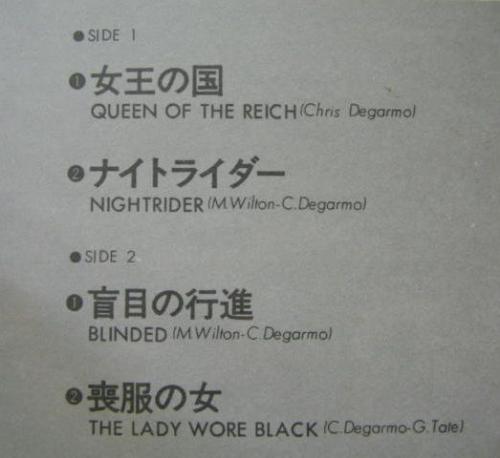 ●SIDE 1
❶女王の国
QUEEN OF THE REICH (Chris Degarmo)
❷ナイトライダー
NIGHTRIDER (M.Wilton-C.Degarmo)
●SIDE 2
❶盲目の行進
BLINDED (M.Wilton-C.Degarmo)
❷喪服の女
THE LADY WORE BLACK (C.Degarmo-G.Tate)